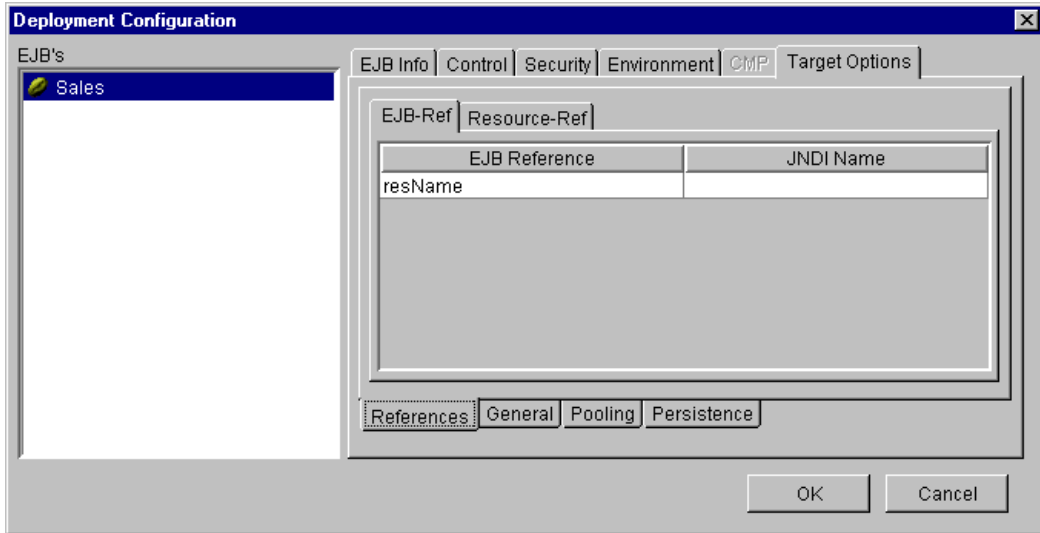 Deployment Configuration
EJB's
Sales
EJB Info Control Security Environment CMP Target Options
EJB-Ref Resource-Ref
EJB Reference JNDI Name
resName
References General Pooling Persistence
OK Cancel